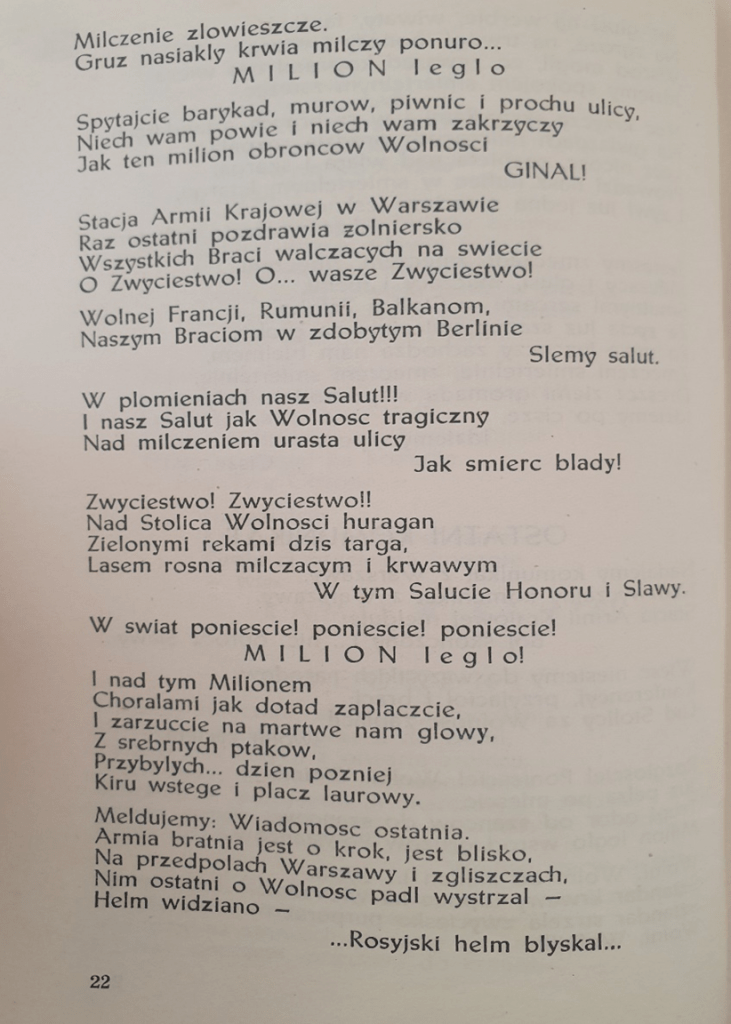 Milczenie zlowieszcze.
Gruz nasiakly krwia milczy ponuro...
MILION leglo
Spytajcie barykad, murow, piwnic i prochu ulicy,
Niech wam powie i niech wam zakrzyczy
Jak ten milion obroncow Wolnosci
GINAL!
Stacja Armii Krajowej w Warszawie
Raz ostatni pozdrawia zolniersko
Wszystkich Braci walczacych na swiecie
O Zwyciestwo! O... wasze Zwyciestwo!
Wolnej Francji, Rumunii, Balkanom,
Naszym Braciom w zdobytym Berlinie
Slemy salut.
W plomieniach nasz Salut!!!
I nasz Salut jak Wolnosc tragiczny
Nad milczeniem urasta ulicy
Jak smierc blady!
Zwyciestwo! Zwyciestwo!!
Nad Stolica Wolnosci huragan
Zielonymi rekami dzis targa,
Lasem rosna milczacym i krwawym
W tym Salucie Honoru i Slawy.
W swiat poniescie! poniescie! poniescie!
MILION leglo!
I nad tym Milionem
Choralami jak dotad zaplaczcie,
I zarzuccie na martwe nam glowy,
Z srebrnych ptakow,
Przybylych... dzien pozniej
Kiru wstege i placz laurowy.
Meldujemy: Wiadomosc ostatnia.
Armia bratnia jest o krok, jest blisko,
Na przedpolach Warszawy i zgliszczach,
Nim ostatni o Wolnosc padl wystrzal —
Helm widziano —
...Rosyjski helm blyskal...
22